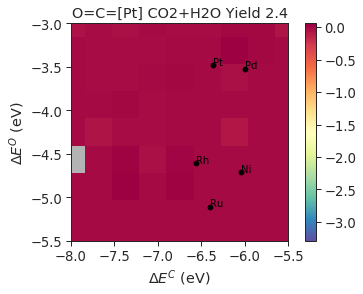 O=C=[Pt] CO2+H2O Yield 2.4
−3.0
−3.5
−4.0
−4.5
−5.0
−5.5
ΔE^O (eV)
Pt
Pd
Rh
Ni
Ru
−8.0 −7.5 −7.0 −6.5 −6.0 −5.5
ΔE^C (eV)
0.0
−0.5
−1.0
−1.5
−2.0
−2.5
−3.0